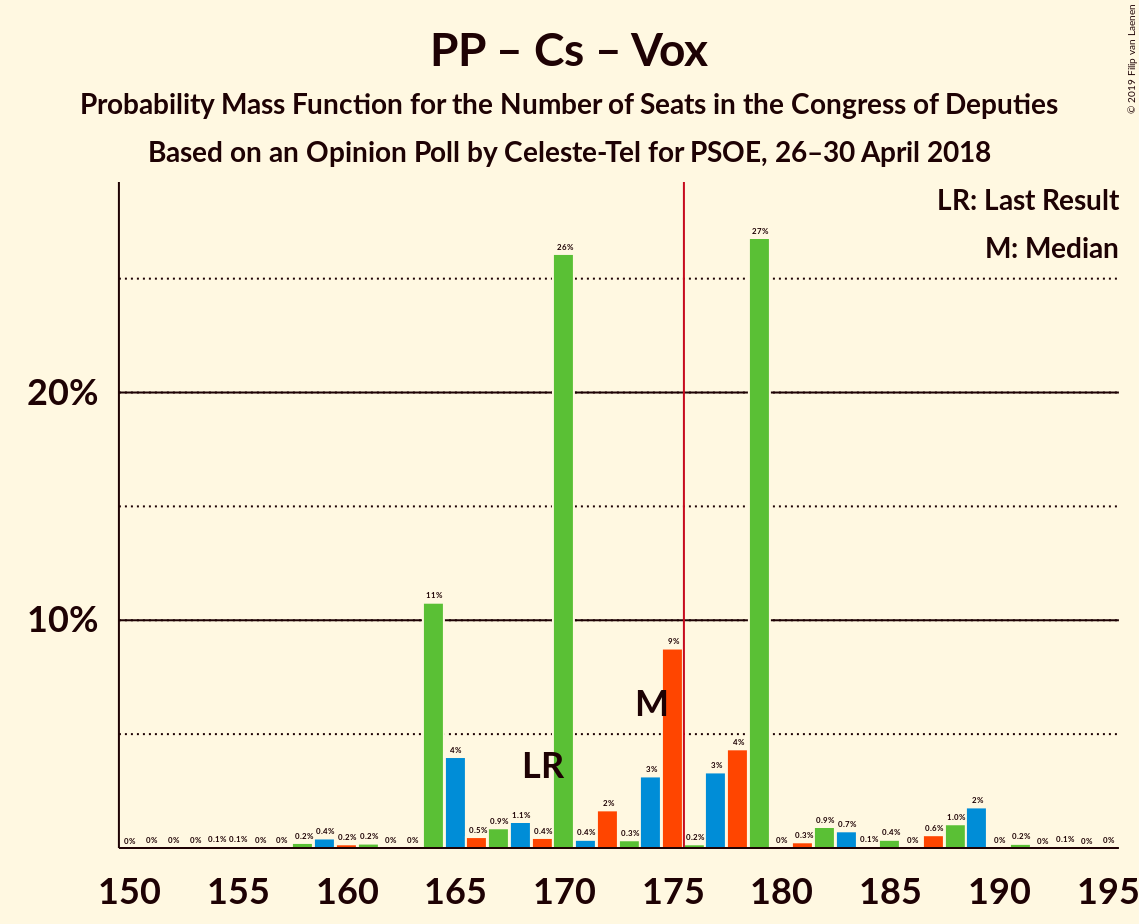 PP – Cs – Vox
Probability Mass Function for the Number of Seats in the Congress of Deputies
Based on an Opinion Poll by Celeste-Tel for PSOE, 26–30 April 2018
© 2019 Filip van Laenen
LR: Last Result
M: Median
20%
10%
0% 0% 0% 0% 0.1% 0.1% 0% 0% 0.2% 0.4% 0.2% 0.2% 0% 0% 11% 4% 0.5% 0.9% 1.1% 0.4% 26% 0.4% 2% 0.3% 3% 9% 0.2% 3% 4% 27% 0% 0.3% 0.9% 0.7% 0.1% 0.4% 0% 0.6% 1.0% 2% 0% 0.2% 0% 0.1% 0% 0%
M
LR
150 155 160 165 170 175 180 185 190 195